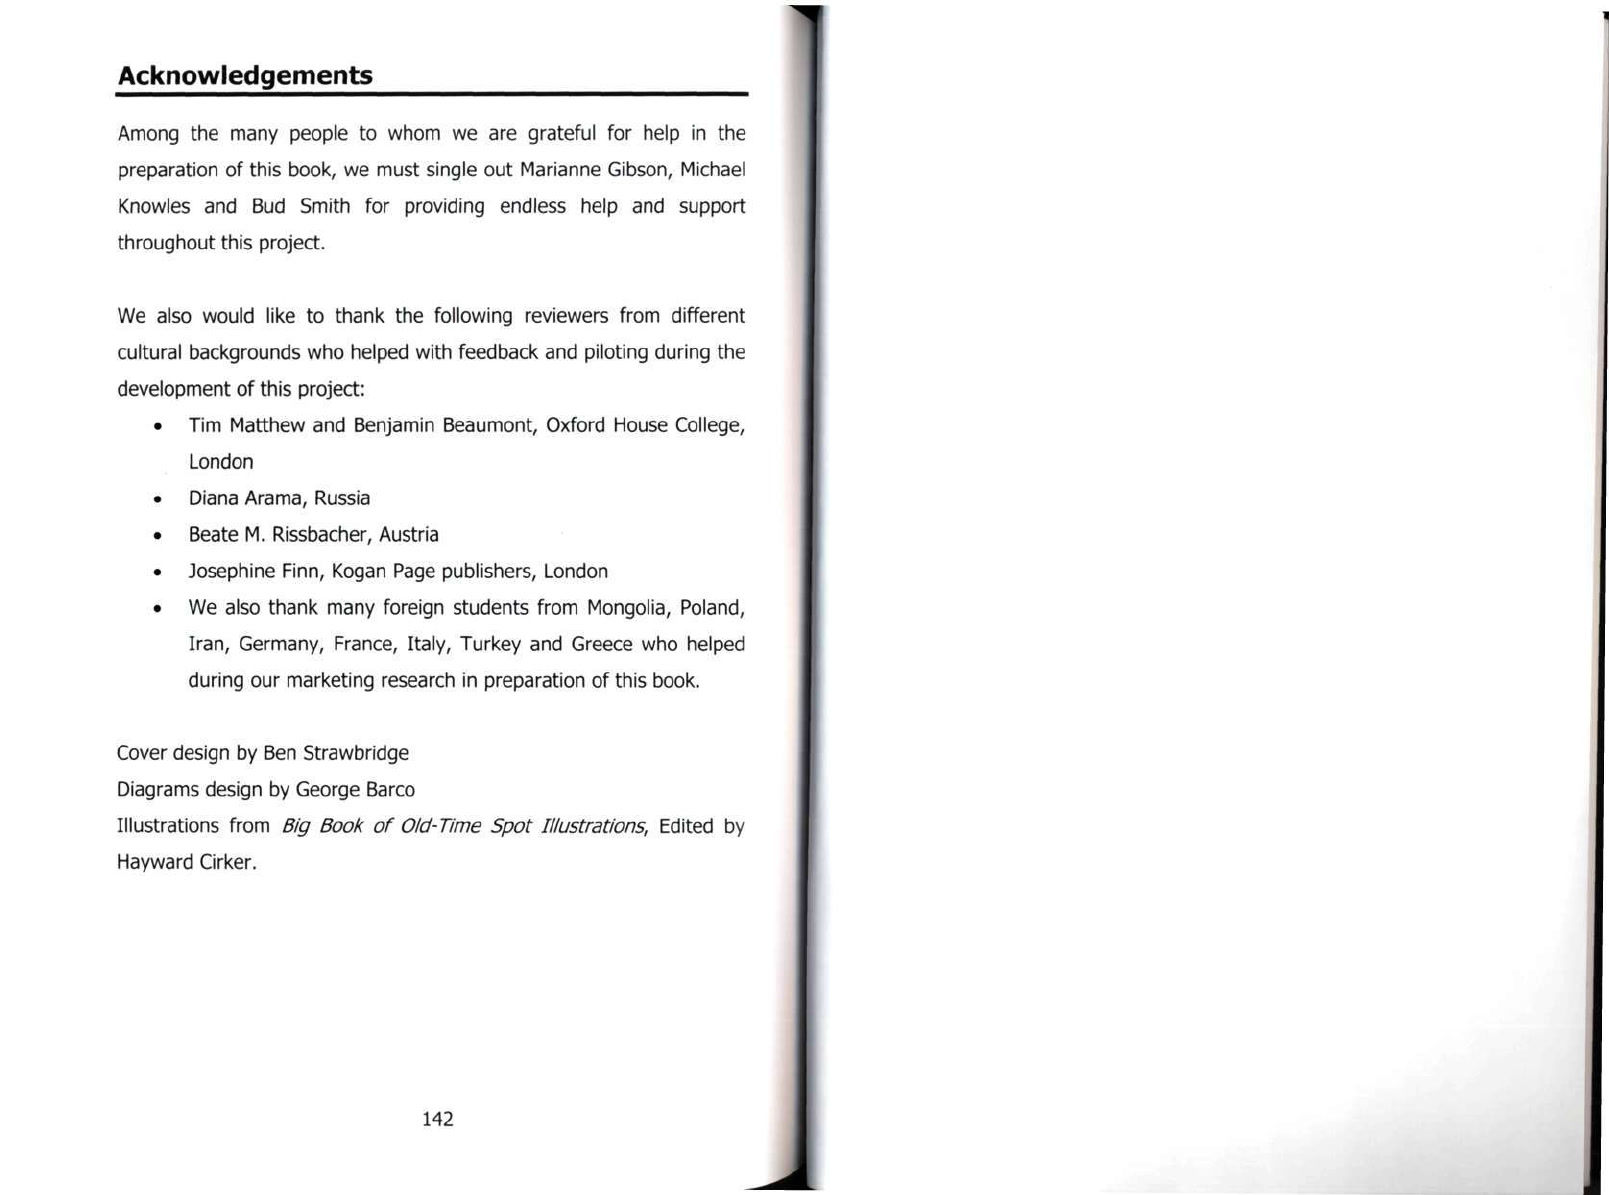 Acknowledgements
Among the many people to whom we are grateful for help in the
preparation of this book, we must single out Marianne Gibson, Michael
Knowles and Bud Smith for providing endless help and support
throughout this project.
We also would like to thank the following reviewers from different
cultural backgrounds who helped with feedback and piloting during the
development of this project:
• Tim Matthew and Benjamin Beaumont, Oxford House College,
London
• Diana Arama, Russia
• Beate M. Rissbacher, Austria
• Josephine Finn, Kogan Page publishers, London
• We also thank many foreign students from Mongolia, Poland,
Iran, Germany, France, Italy, Turkey and Greece who helped
during our marketing research in preparation of this book.
Cover design by Ben Strawbridge
Diagrams design by George Barco
Illustrations from Big Book of Old-Time Spot Illustrations, Edited by
Hayward Cirker.
142